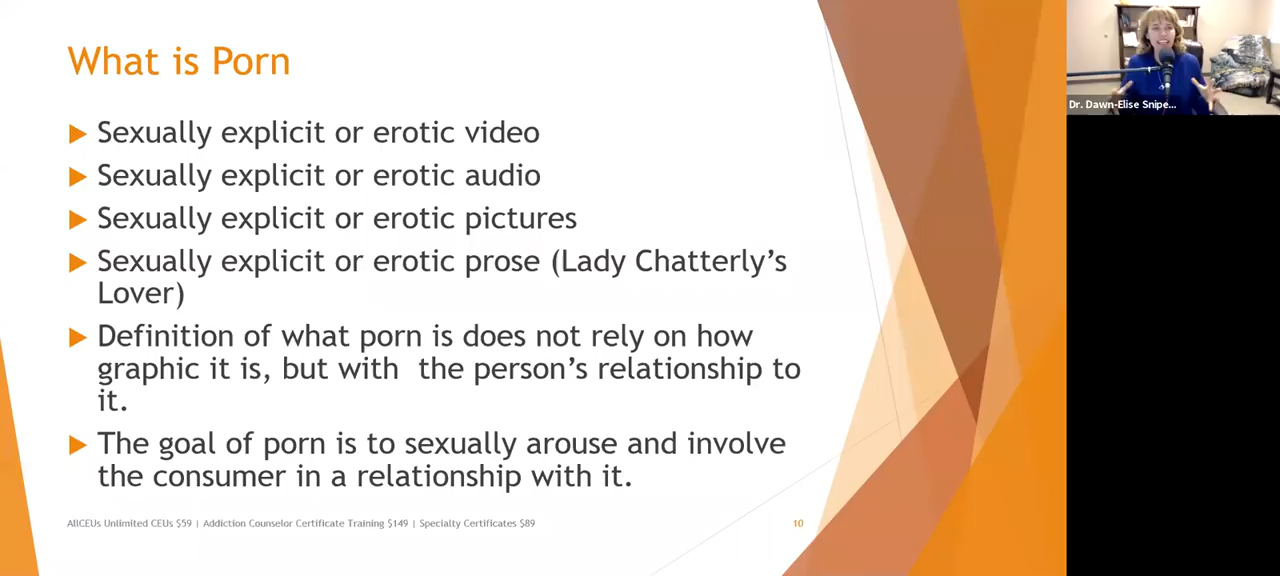 What is Porn
Sexually explicit or erotic video
Sexually explicit or erotic audio
Sexually explicit or erotic pictures
Sexually explicit or erotic prose (Lady Chatterly's
Lover)
Definition of what porn is does not rely on how
graphic it is, but with  the person's relationship to
it.
The goal of porn is to sexually arouse and involve
the consumer in a relationship with it.
AllCEUs Unlimited CEUs $59 | Addiction Counselor Certificate Training $149 | Specialty Certificates $89
10
Dr. Dawn-Elise Snipe...